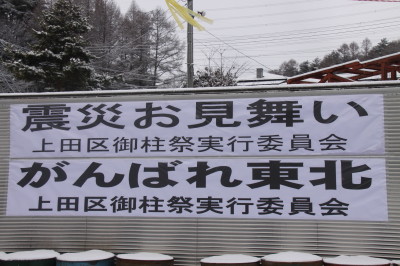 震災お見舞い
上田区御柱祭実行委員会
がんばれ東北
上田区御柱祭実行委員会